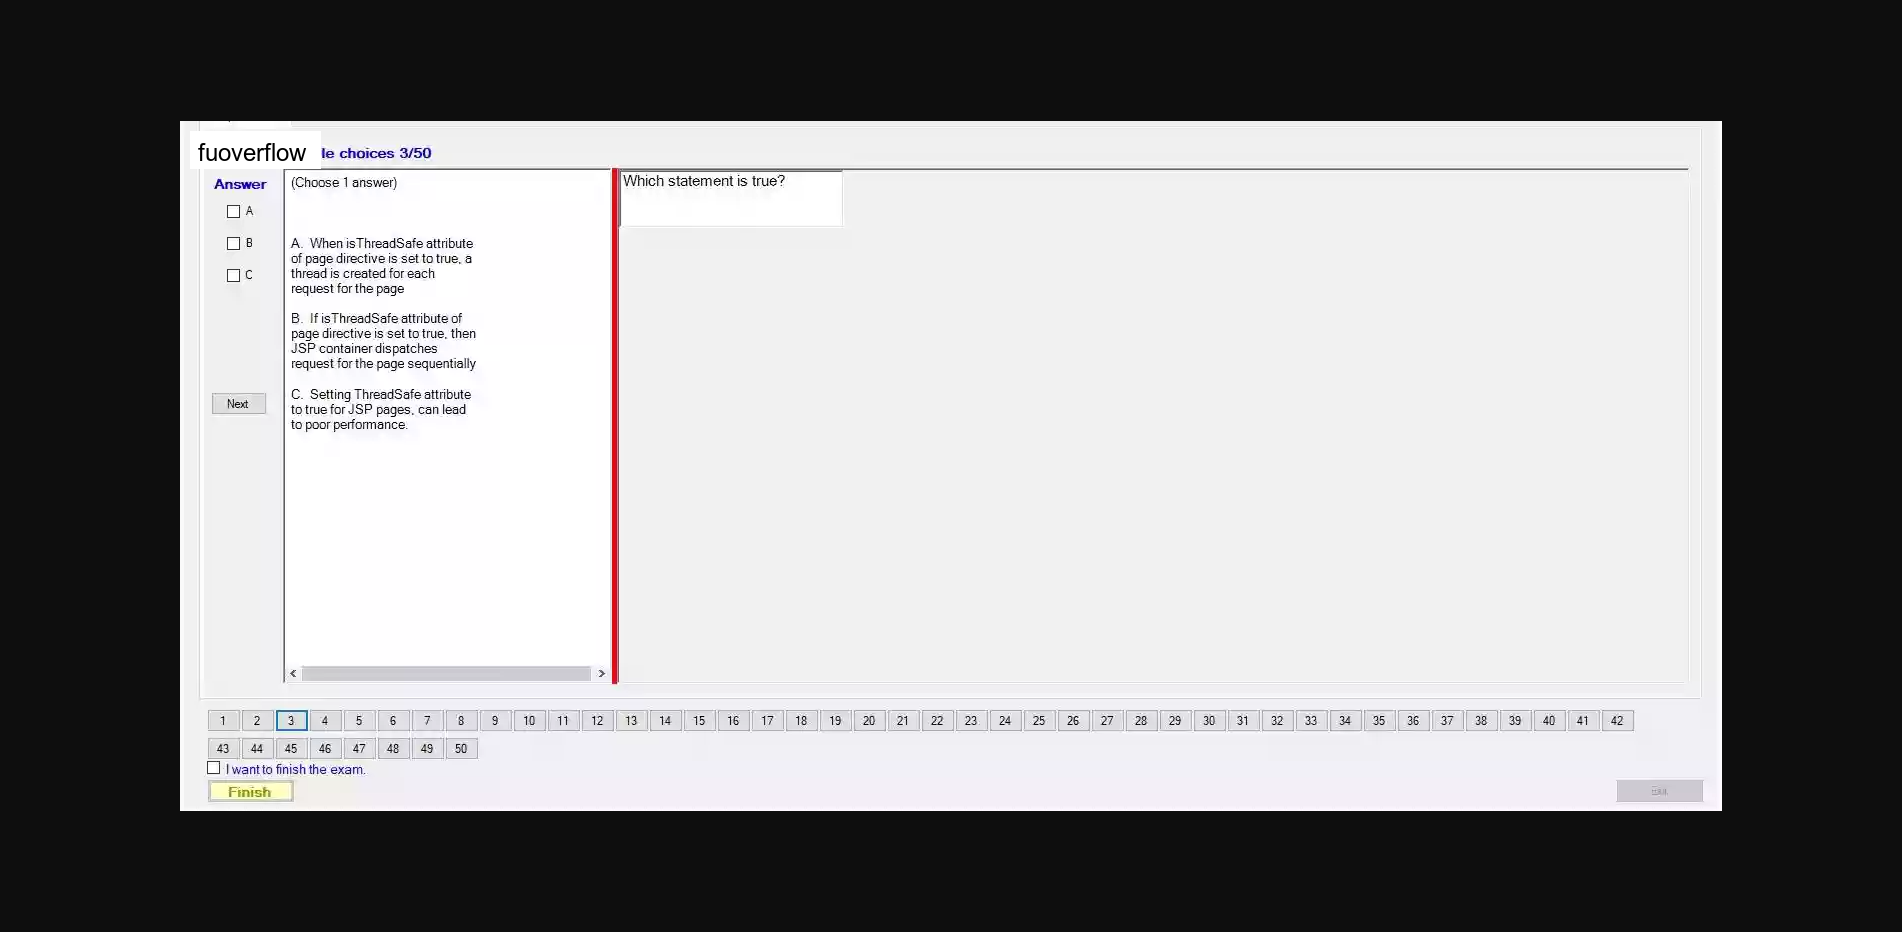 fuoverflow
le choices 3/50
Answer
A
B
C
Next
(Choose 1 answer)
A. When isThreadSafe attribute
of page directive is set to true, a
thread is created for each
request for the page
B. If isThreadSafe attribute of
page directive is set to true, then
JSP container dispatches
request for the page sequentially
C. Setting ThreadSafe attribute
to true for JSP pages, can lead
to poor performance.
Which statement is true?
1 2 3 4 5 6 7 8 9 10 11 12 13 14 15 16 17 18 19 20 21 22 23 24 25 26 27 28 29 30 31 32 33 34 35 36 37 38 39 40 41 42
43 44 45 46 47 48 49 50
I want to finish the exam.
Finish